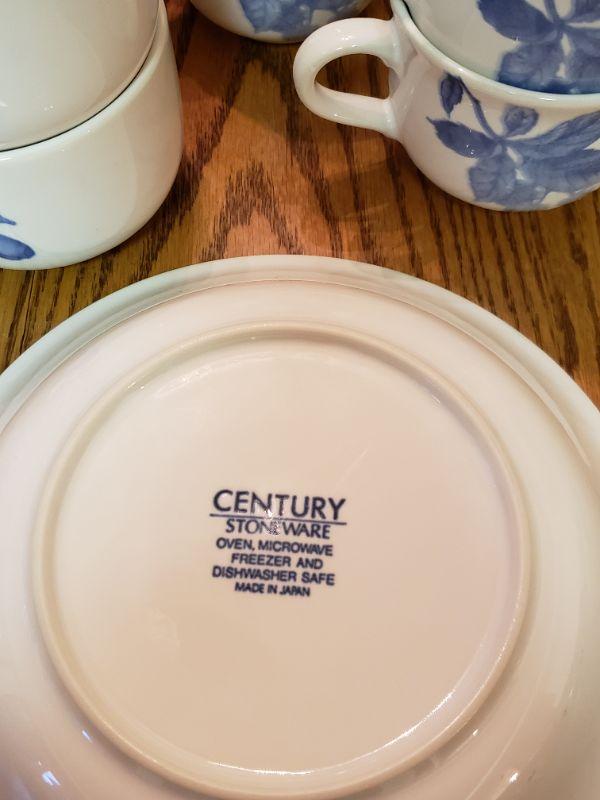 CENTURY
STONEWARE
OVEN, MICROWAVE
FREEZER AND
DISHWASHER SAFE
MADE IN JAPAN